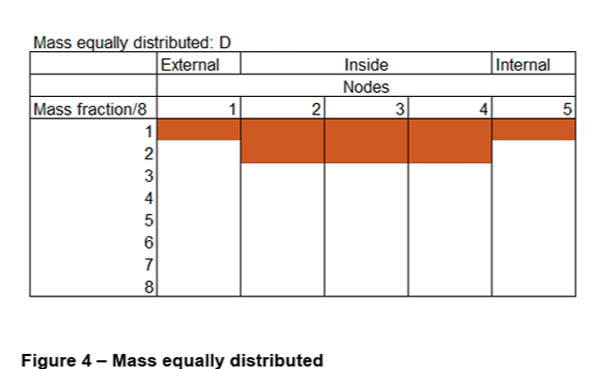 Mass equally distributed: D
External Inside Internal
Nodes
Mass fraction/8 1 2 3 4 5
1
2
3
4
5
6
7
8
Figure 4 – Mass equally distributed